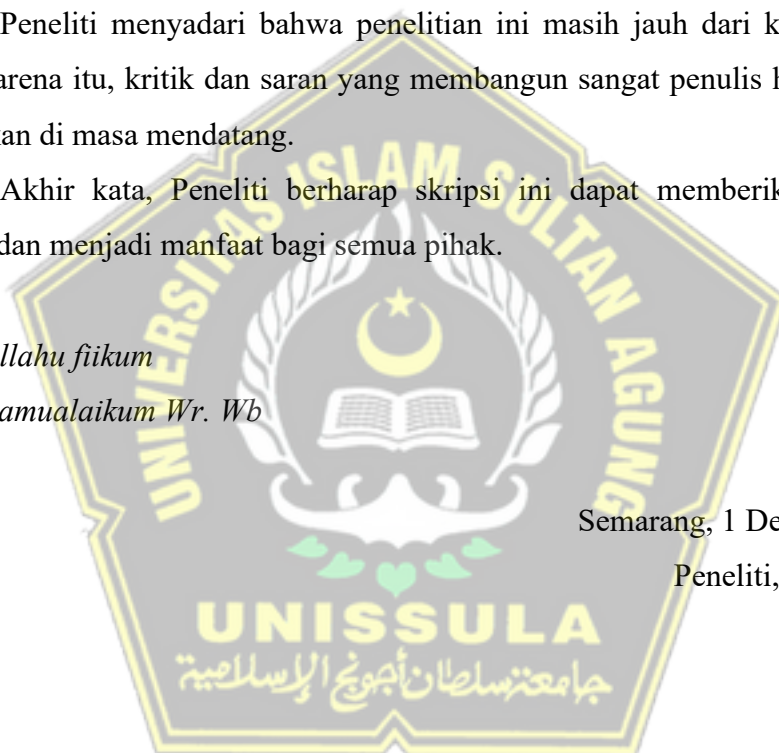 Peneliti menyadari bahwa penelitian ini masih jauh dari k
arena itu, kritik dan saran yang membangun sangat penulis h
an di masa mendatang.
Akhir kata, Peneliti berharap skripsi ini dapat memberik
dan menjadi manfaat bagi semua pihak.
llahu fiikum
amualaikum Wr. Wb
Semarang, 1 De
Peneliti,
UNIVERSITAS ISLAM SULTAN AGUNG
UNISSULA
جامعة سلطان أجونج الإسلامية